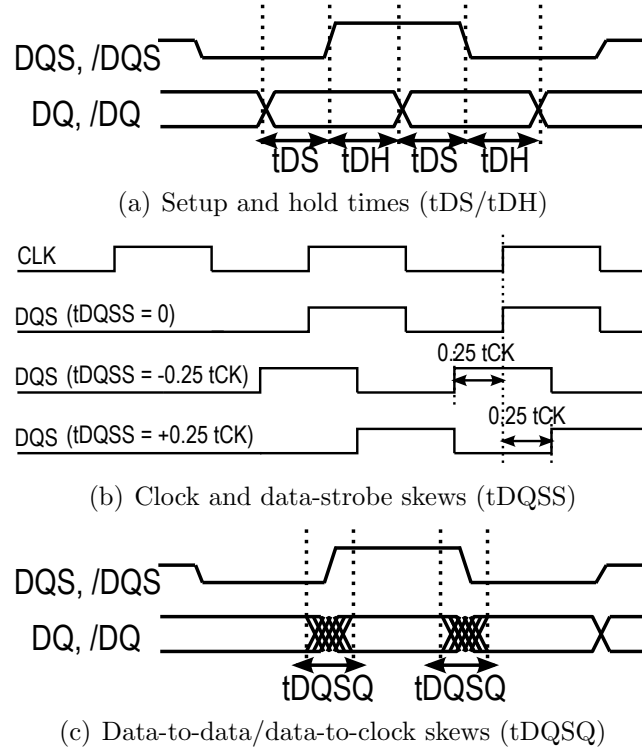 DQS, /DQS
DQ, /DQ
tDS tDH tDS tDH
(a) Setup and hold times (tDS/tDH)
CLK
DQS (tDQSS = 0)
0.25 tCK
DQS (tDQSS = -0.25 tCK)
0.25 tCK
DQS (tDQSS = +0.25 tCK)
(b) Clock and data-strobe skews (tDQSS)
DQS, /DQS
DQ, /DQ
tDQSQ tDQSQ
(c) Data-to-data/data-to-clock skews (tDQSQ)